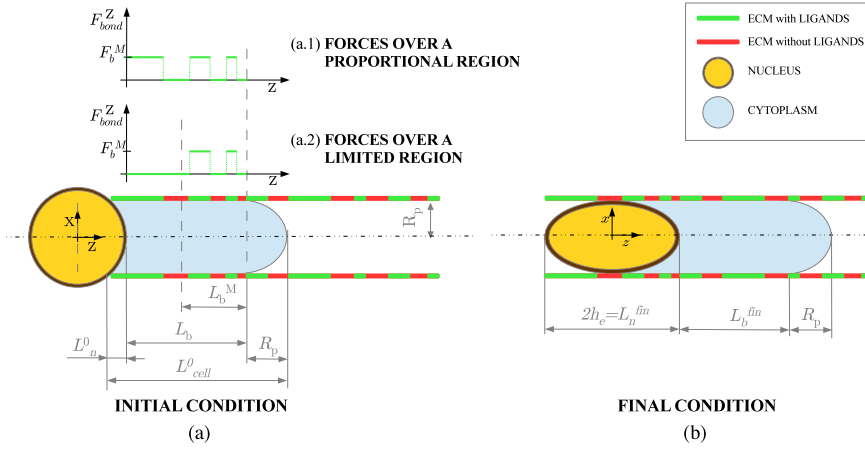 F_bond^Z
F_b^M
Z
(a.1) FORCES OVER A
PROPORTIONAL REGION
F_bond^Z
F_b^M
Z
(a.2) FORCES OVER A
LIMITED REGION
ECM with LIGANDS
ECM without LIGANDS
NUCLEUS
CYTOPLASM
X
Z
R_p
L_b^M
L_b
R_p
L_n^0
L_cell^0
INITIAL CONDITION
(a)
x
z
2h_e=L_n^fin
L_b^fin
R_p
FINAL CONDITION
(b)